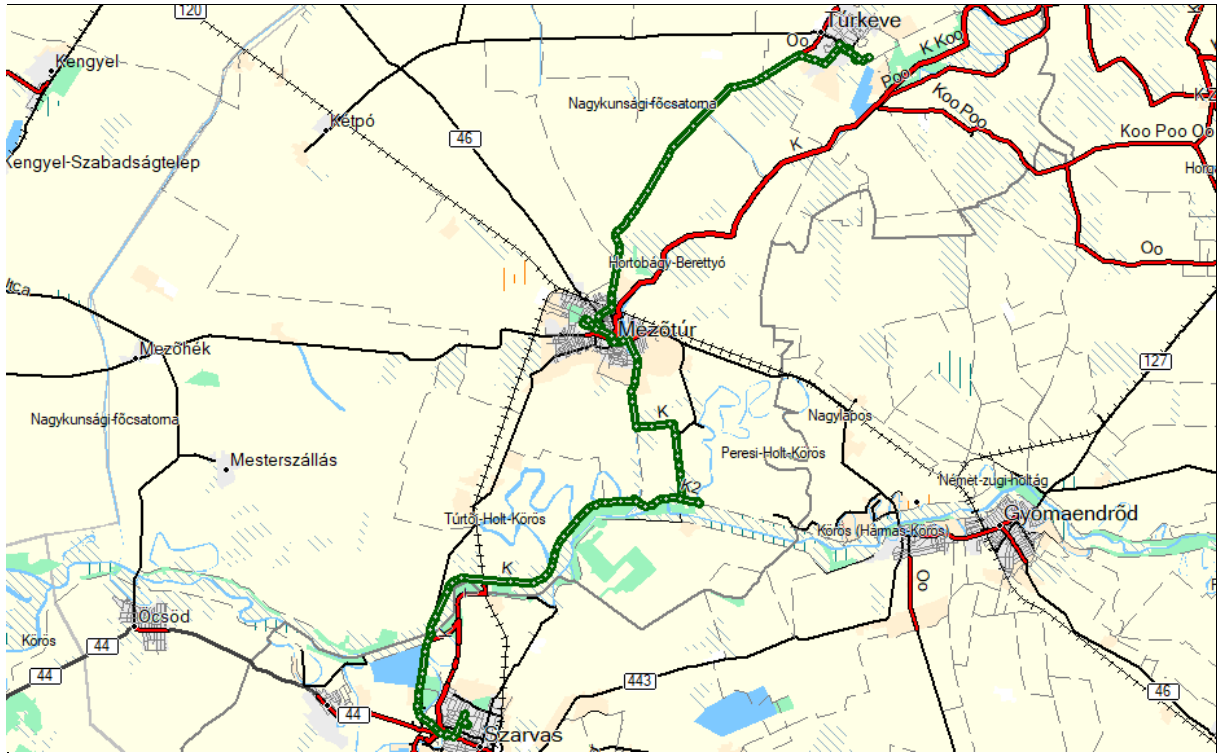 120
Túrkeve
Oo
K Koo
K
Kengyel
Poo
K Z
Koo Poo
Nagykunsági-főcsatorna
Kétpó
46
Koo Poo Oo
K
Kengyel-Szabadságtelep
Horga
Oo
Hortobágy-Berettyó
utca
Mezőtúr
Mezőhék
127
Nagykunsági-főcsatorna
K
Nagylapos
Peresi-Holt-Körös
Mesterszállás
Német-zugi-holtág
K2
Túrtői-Holt-Körös
Gyomaendrőd
Körös (Hármas-Körös)
K
Oo
Öcsöd
Körös
44
44
443
46
44
Szarvas